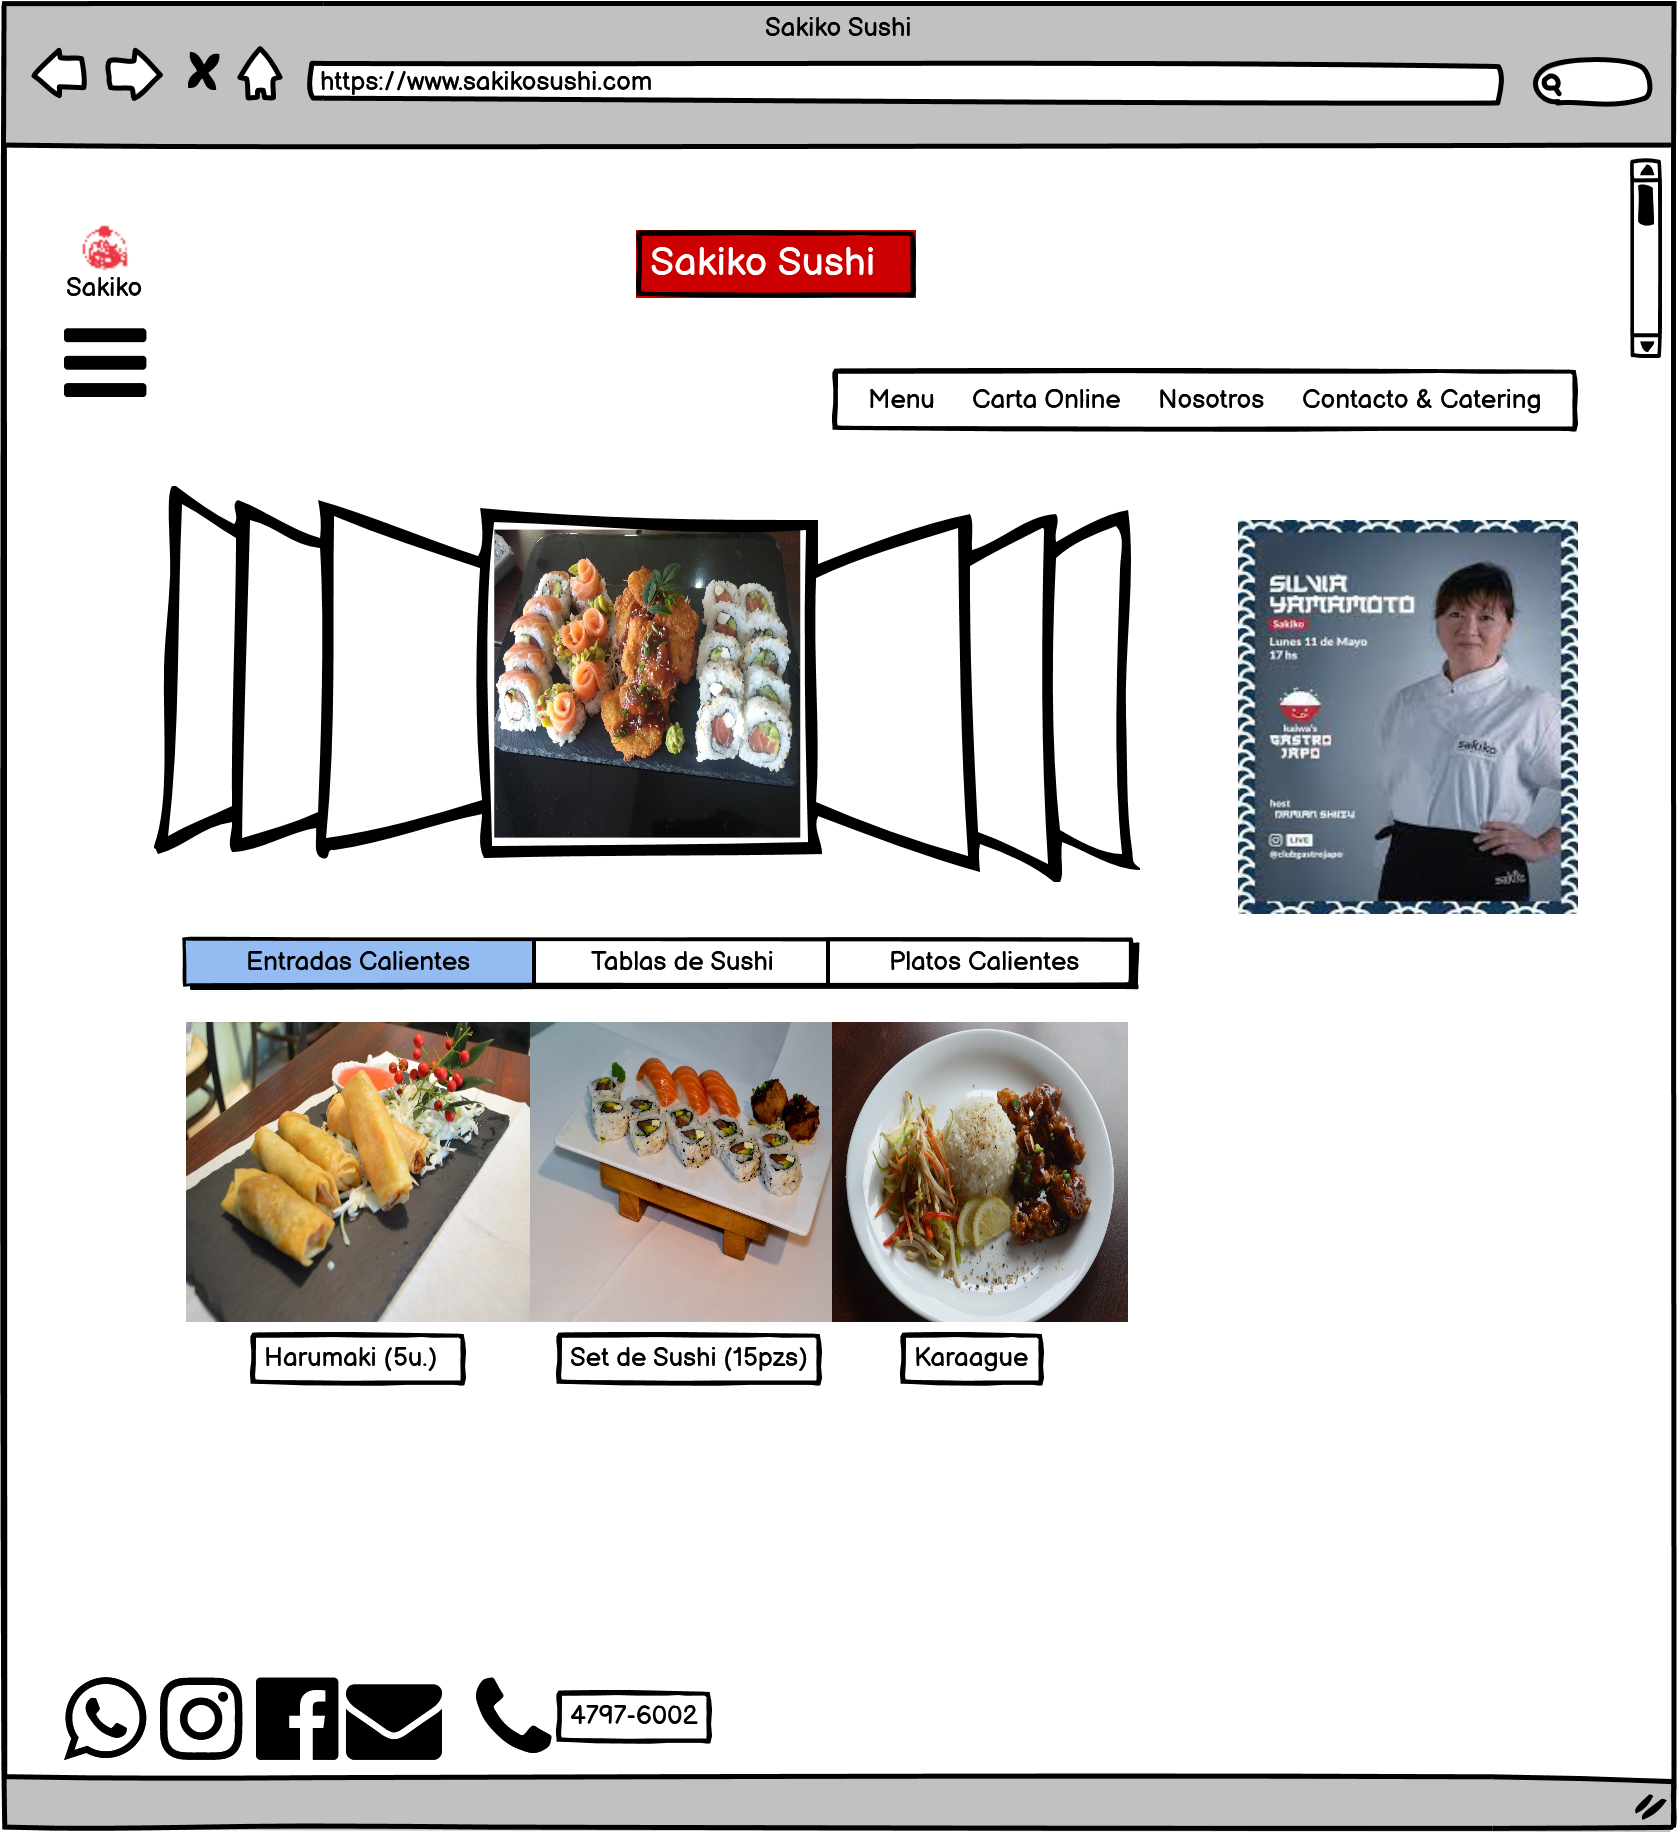 Sakiko Sushi
https://www.sakikosushi.com
Sakiko
Sakiko Sushi
Menu Carta Online Nosotros Contacto & Catering
SILVIA
YAMAMOTO
Sakiko
Lunes 11 de Mayo
17 hs
kaiwa's
GASTRO
JAPO
host
DAMIAN SHIIZU
LIVE
@clubgastrojapo
sakiko
sakiko
Entradas Calientes Tablas de Sushi Platos Calientes
Harumaki (5u.) Set de Sushi (15pzs) Karaague
4797-6002